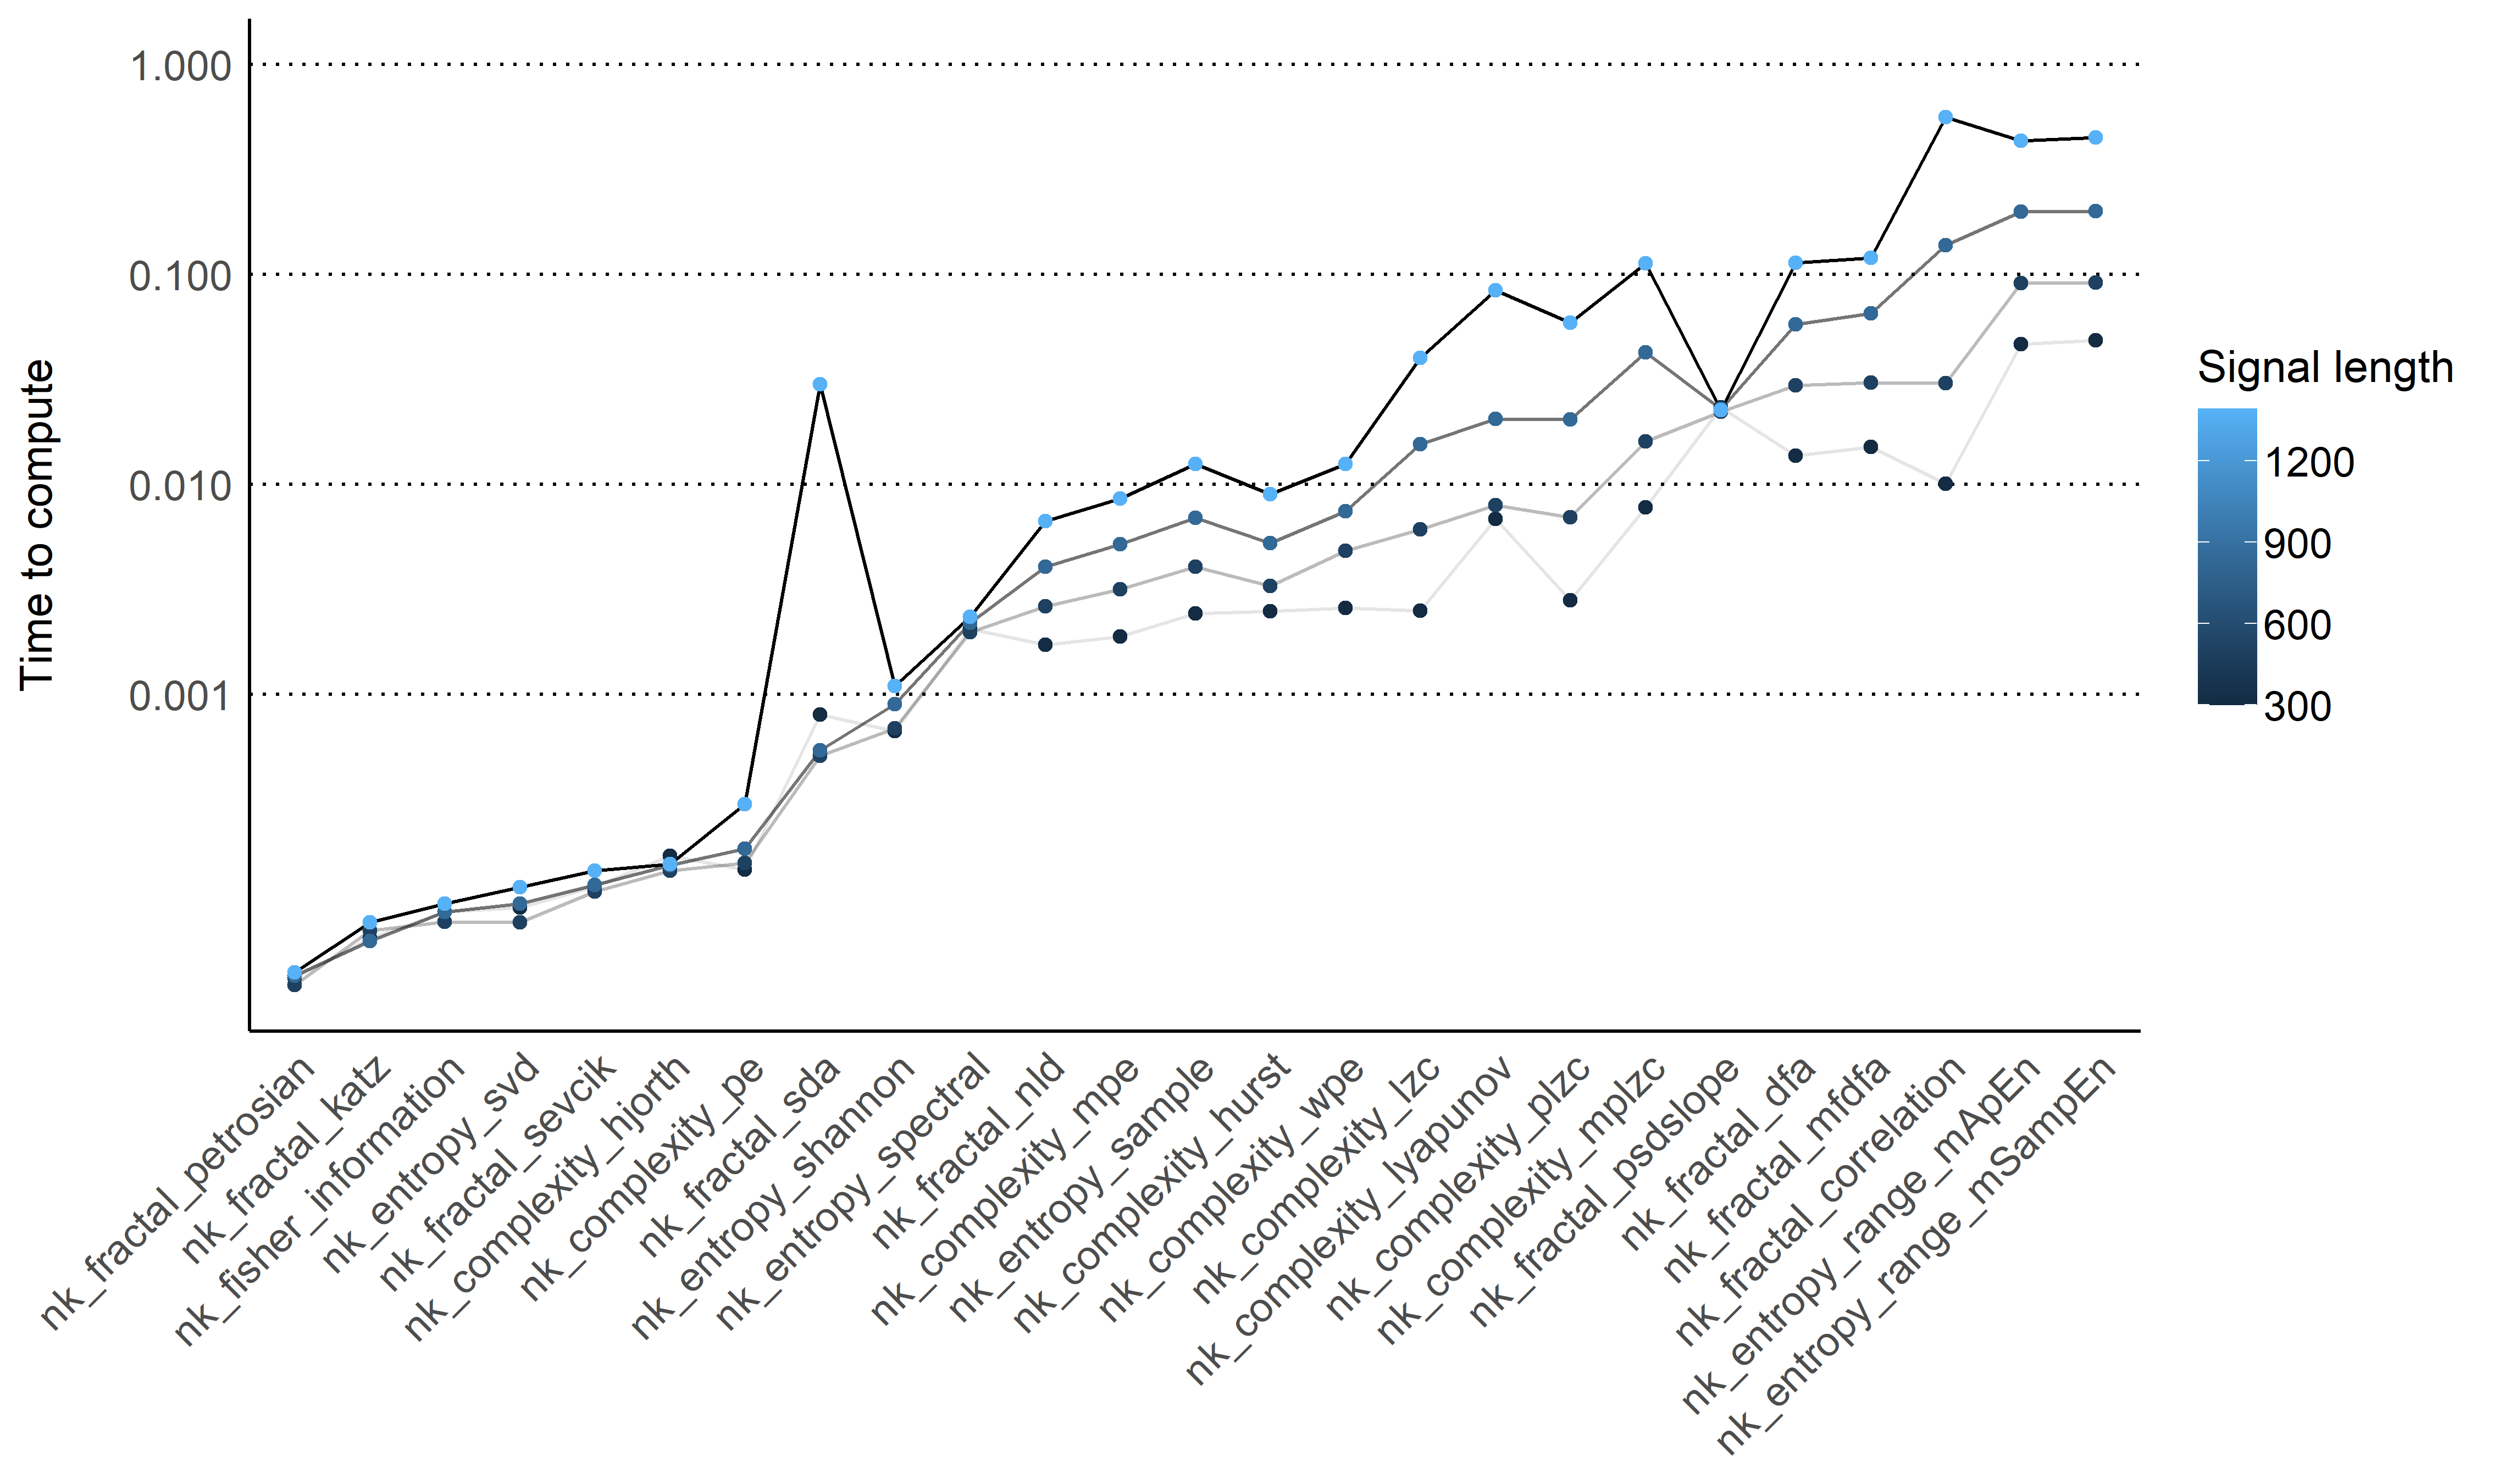 1.000
0.100
0.010
0.001
Time to compute
Signal length
1200
900
600
300
nk_fractal_petrosian
nk_fractal_katz
nk_fisher_information
nk_entropy_svd
nk_fractal_sevcik
nk_complexity_hjorth
nk_complexity_pe
nk_fractal_sda
nk_entropy_shannon
nk_entropy_spectral
nk_fractal_nld
nk_complexity_mpe
nk_entropy_sample
nk_complexity_hurst
nk_complexity_wpe
nk_complexity_lzc
nk_complexity_lyapunov
nk_complexity_plzc
nk_complexity_mplzc
nk_fractal_psdslope
nk_fractal_dfa
nk_fractal_mfdfa
nk_fractal_correlation
nk_entropy_range_mApEn
nk_entropy_range_mSampEn